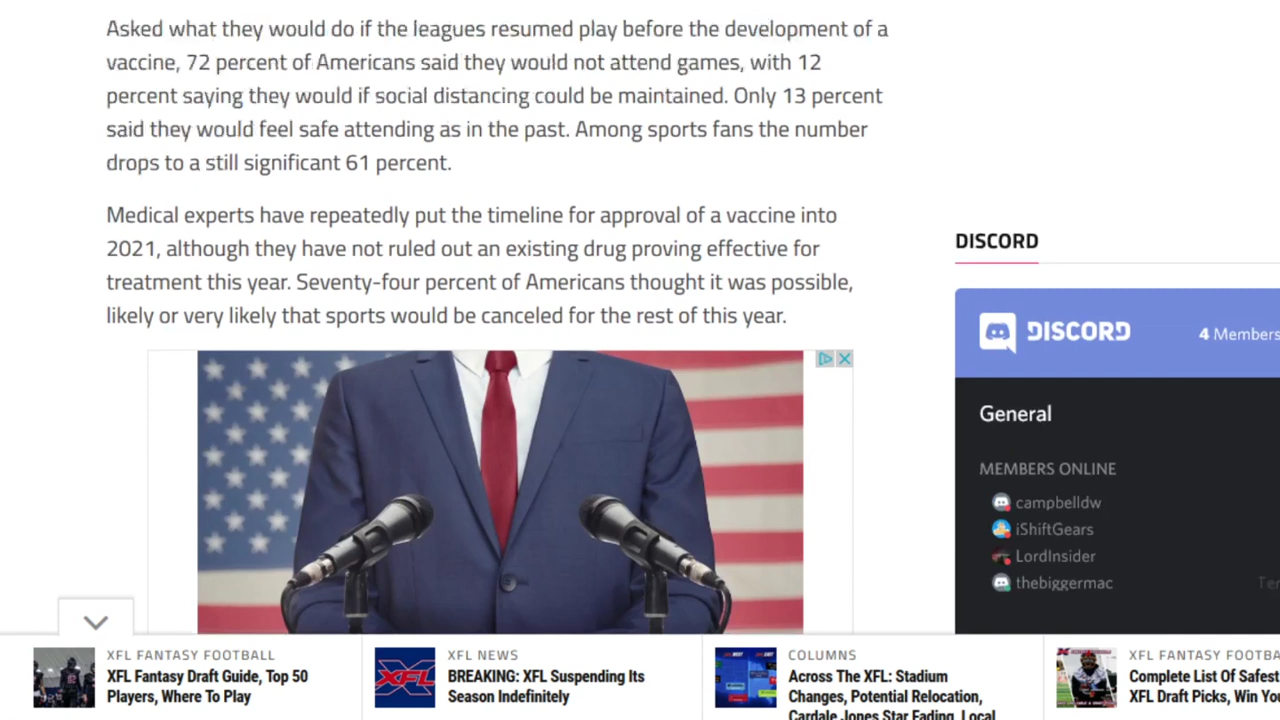 Asked what they would do if the leagues resumed play before the development of a
vaccine, 72 percent of Americans said they would not attend games, with 12
percent saying they would if social distancing could be maintained. Only 13 percent
said they would feel safe attending as in the past. Among sports fans the number
drops to a still significant 61 percent.
Medical experts have repeatedly put the timeline for approval of a vaccine into
2021, although they have not ruled out an existing drug proving effective for
treatment this year. Seventy-four percent of Americans thought it was possible,
likely or very likely that sports would be canceled for the rest of this year.
DISCORD
DISCORD
4 Members
General
MEMBERS ONLINE
campbelldw
iShiftGears
LordInsider
thebiggermac
XFL FANTASY FOOTBALL
XFL Fantasy Draft Guide, Top 50
Players, Where To Play
XFL
XFL NEWS
BREAKING: XFL Suspending Its
Season Indefinitely
COLUMNS
Across The XFL: Stadium
Changes, Potential Relocation,
Cardale Jones Star Fading, Local
XFL FANTASY FOOTBA
Complete List Of Safest
XFL Draft Picks, Win You